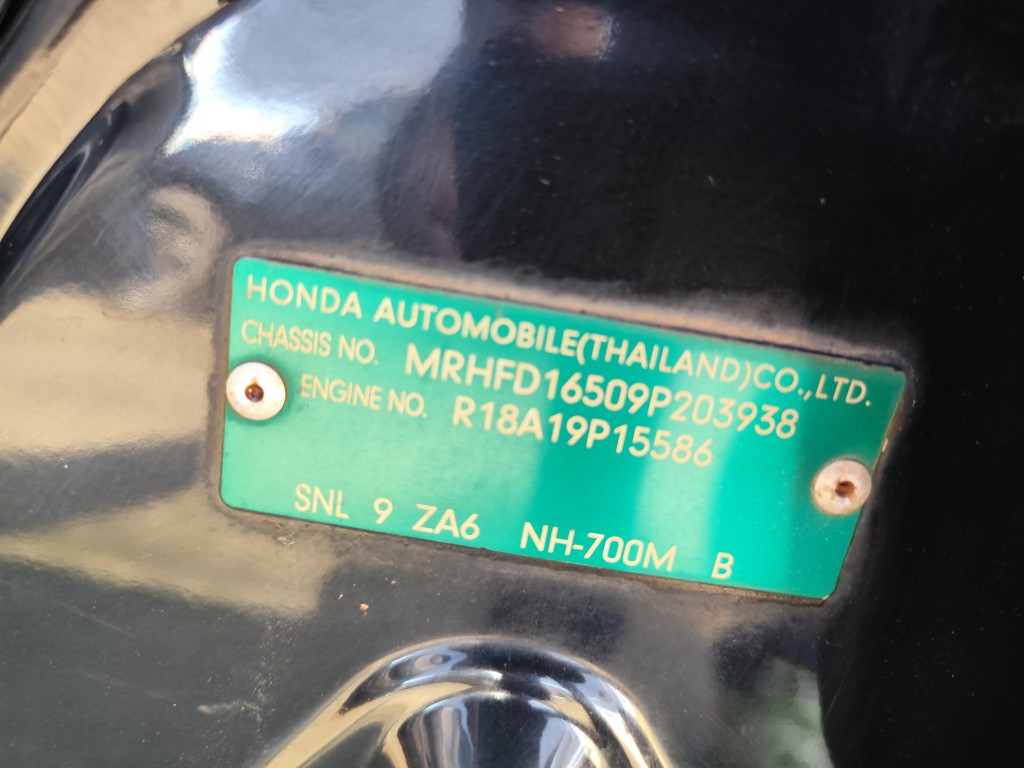 HONDA AUTOMOBILE(THAILAND)CO.,LTD.
CHASSIS NO. MRHFD16509P203938
ENGINE NO. R18A19P15586
SNL 9 ZA6 NH-700M B